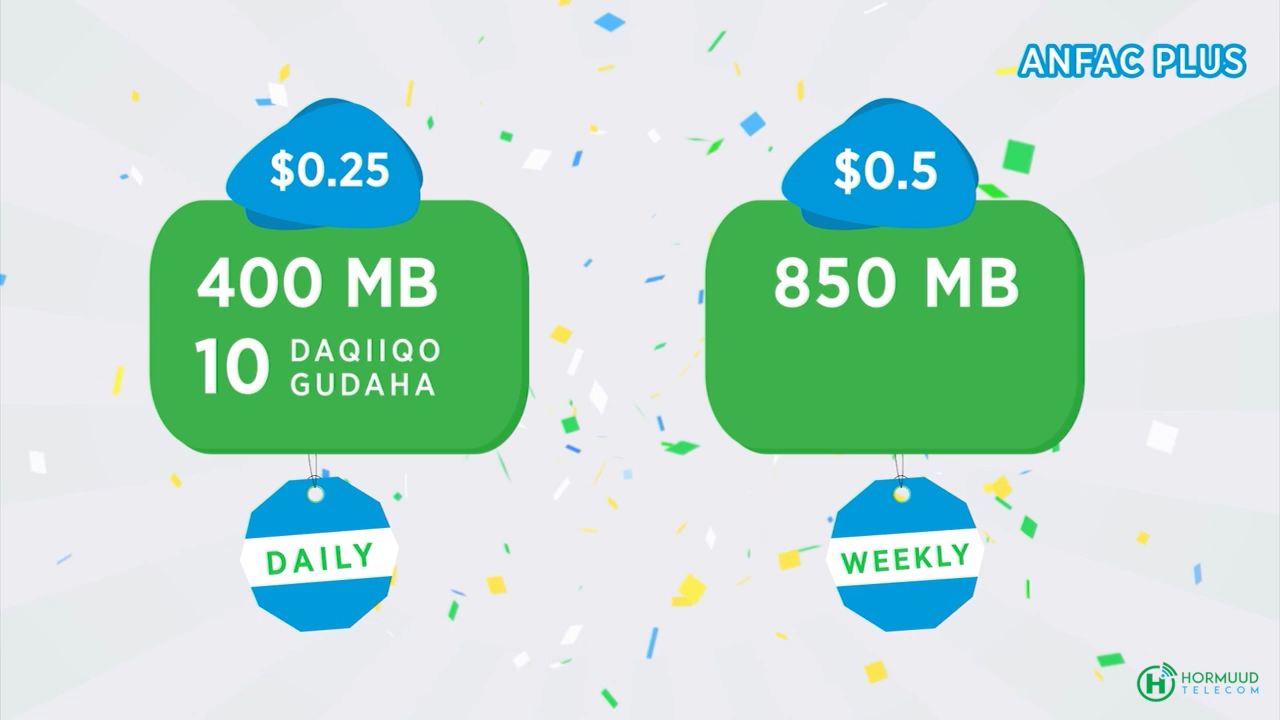 ANFAC PLUS
$0.25
400 MB
10 DAQIIQO
GUDAHA
DAILY
$0.5
850 MB
WEEKLY
HORMUUD
TELECOM